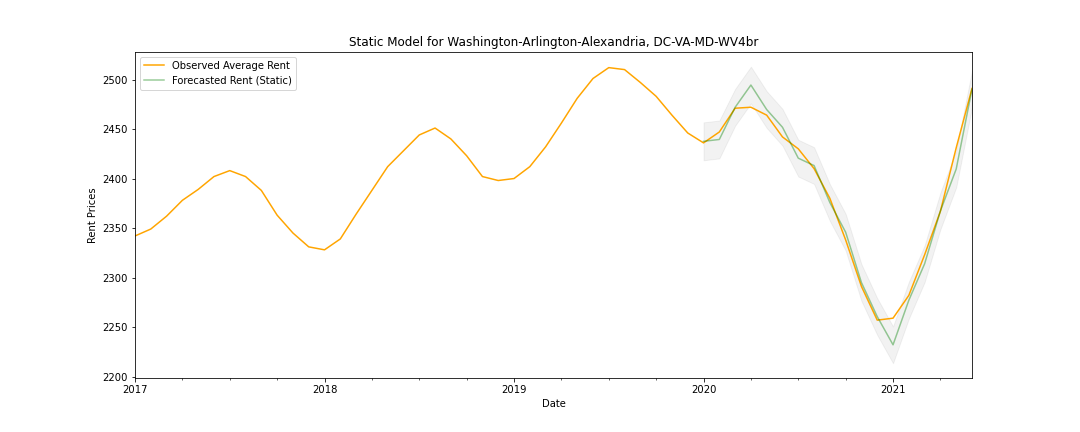 Static Model for Washington-Arlington-Alexandria, DC-VA-MD-WV4br
Observed Average Rent
Forecasted Rent (Static)
Rent Prices
2500
2450
2400
2350
2300
2250
2200
2017 2018 2019 2020 2021
Date